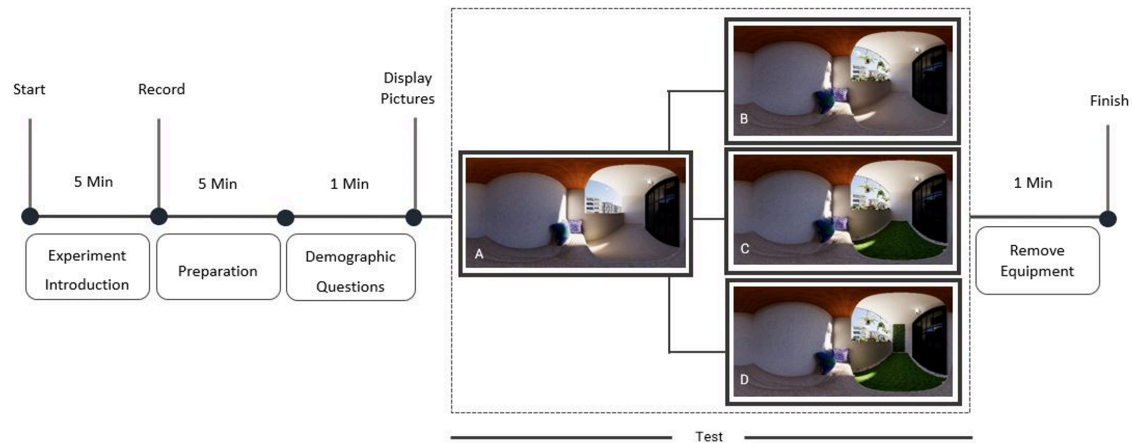 Start
Record
Display
Pictures
Finish
5 Min
5 Min
1 Min
1 Min
Experiment
Introduction
Preparation
Demographic
Questions
A
B
C
D
Remove
Equipment
Test